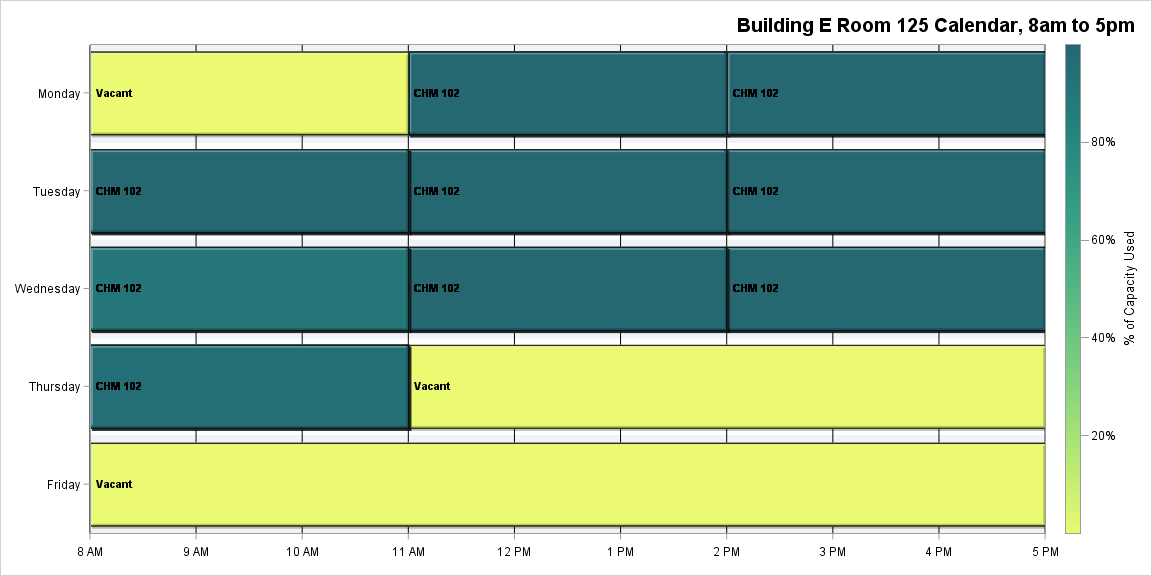 Building E Room 125 Calendar, 8am to 5pm
Monday
Vacant
CHM 102
CHM 102
Tuesday
CHM 102
CHM 102
CHM 102
Wednesday
CHM 102
CHM 102
CHM 102
Thursday
CHM 102
Vacant
Friday
Vacant
8 AM
9 AM
10 AM
11 AM
12 PM
1 PM
2 PM
3 PM
4 PM
5 PM
80%
60%
40%
20%
% of Capacity Used